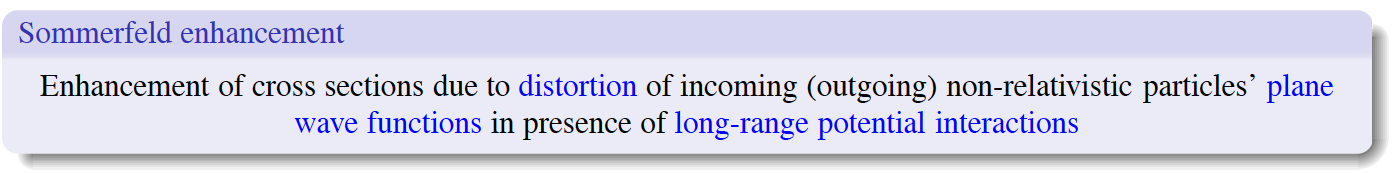 Sommerfeld enhancement
Enhancement of cross sections due to distortion of incoming (outgoing) non-relativistic particles’ plane
wave functions in presence of long-range potential interactions